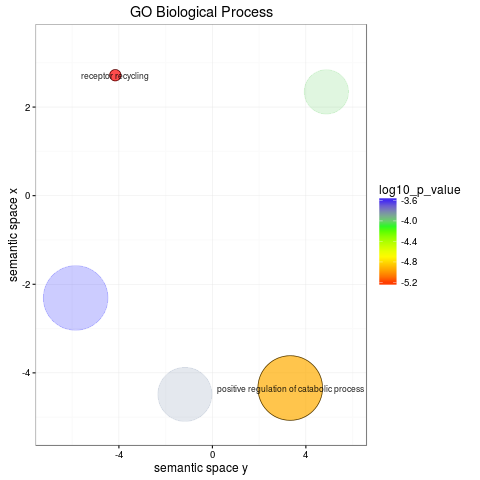 GO Biological Process
receptor recycling
positive regulation of catabolic process
2
0
-2
-4
-4
0
4
semantic space x
semantic space y
log10_p_value
-3.6
-4.0
-4.4
-4.8
-5.2